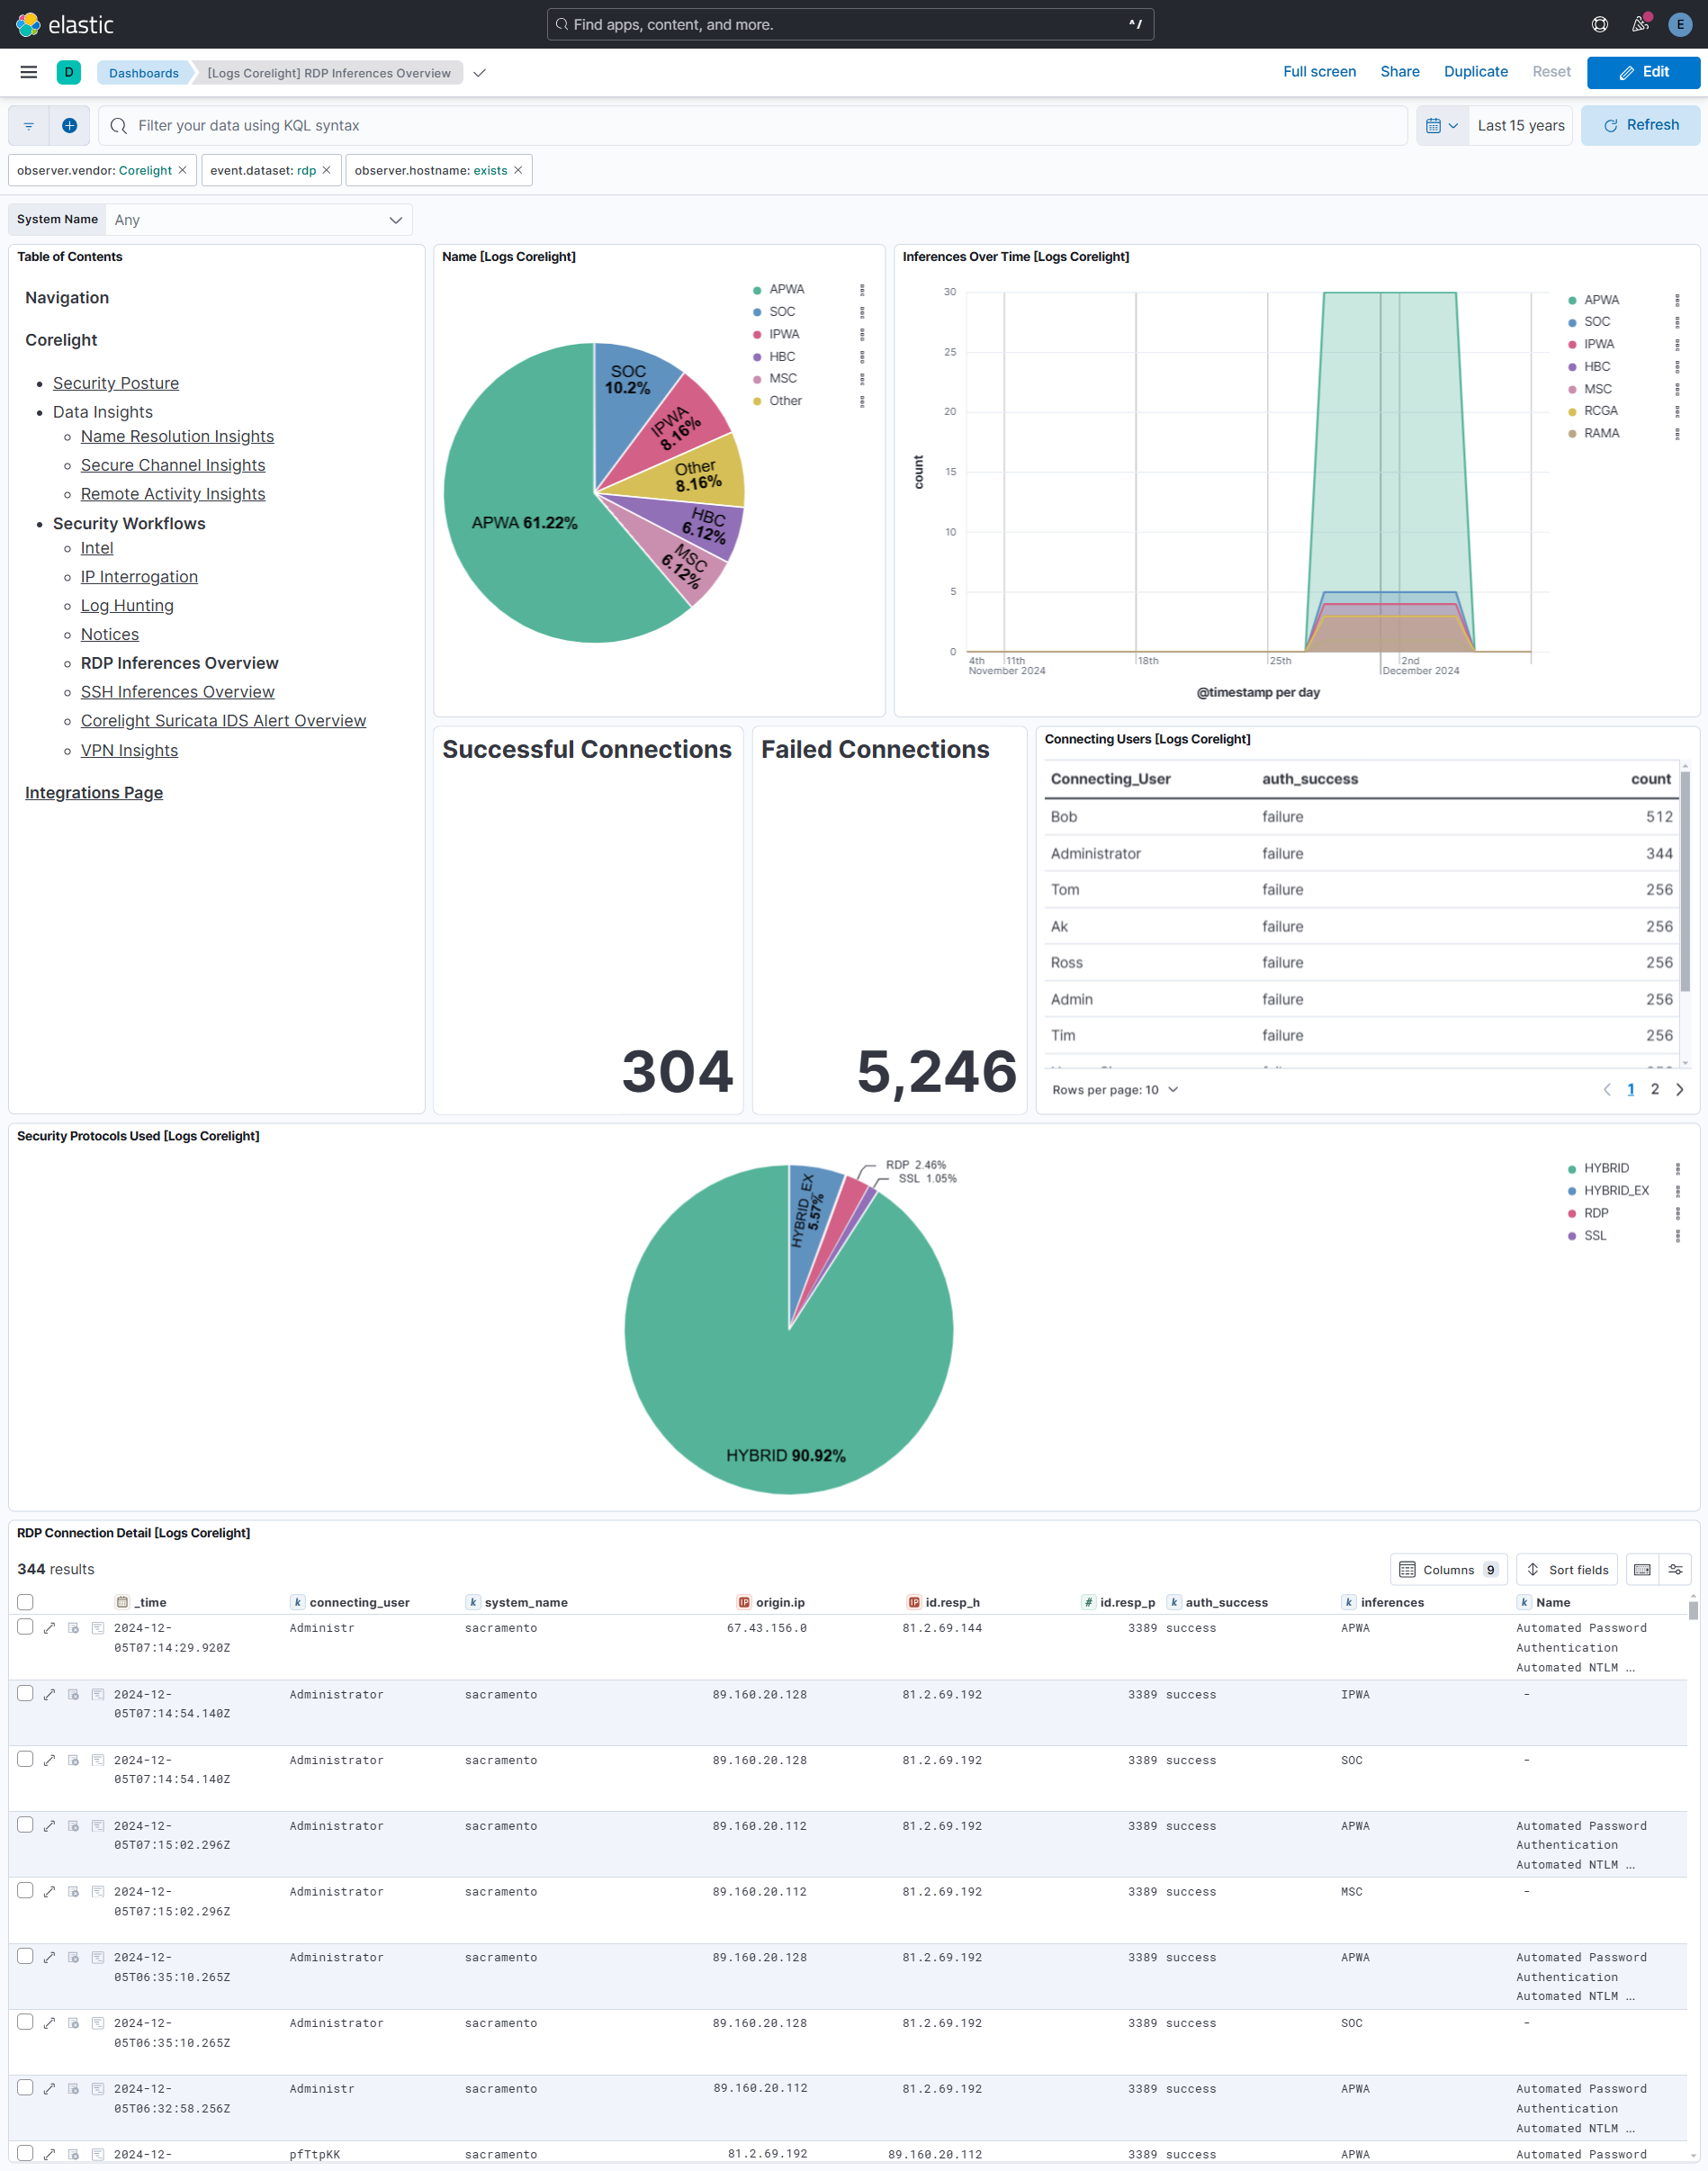 elastic
Find apps, content, and more.
^/
E
D
Dashboards
[Logs Corelight] RDP Inferences Overview
Full screen
Share
Duplicate
Reset
Edit
Filter your data using KQL syntax
Last 15 years
Refresh
observer.vendor: Corelight
event.dataset: rdp
observer.hostname: exists
System Name
Any
Table of Contents
Navigation
Corelight
Security Posture
Data Insights
Name Resolution Insights
Secure Channel Insights
Remote Activity Insights
Security Workflows
Intel
IP Interrogation
Log Hunting
Notices
RDP Inferences Overview
SSH Inferences Overview
Corelight Suricata IDS Alert Overview
VPN Insights
Integrations Page
Name [Logs Corelight]
APWA
SOC
IPWA
HBC
MSC
Other
SOC
10.2%
IPWA
8.16%
Other
8.16%
HBC
6.12%
MSC
6.12%
APWA 61.22%
Inferences Over Time [Logs Corelight]
30
25
20
15
10
5
0
count
4th
November 2024
11th
18th
25th
2nd
December 2024
@timestamp per day
APWA
SOC
IPWA
HBC
MSC
RCGA
RAMA
Successful Connections
304
Failed Connections
5,246
Connecting Users [Logs Corelight]
Connecting_User auth_success count
Bob failure 512
Administrator failure 344
Tom failure 256
Ak failure 256
Ross failure 256
Admin failure 256
Tim failure 256
Rows per page: 10
1 2
Security Protocols Used [Logs Corelight]
HYBRID_EX
5.57%
RDP 2.46%
SSL 1.05%
HYBRID 90.92%
HYBRID
HYBRID_EX
RDP
SSL
RDP Connection Detail [Logs Corelight]
344 results
Columns 9
Sort fields
_time k connecting_user k system_name IP origin.ip IP id.resp_h # id.resp_p k auth_success k inferences k Name
2024-12- Administr sacramento 67.43.156.0 81.2.69.144 3389 success APWA Automated Password
05T07:14:29.920Z Authentication
Automated NTLM ...
2024-12- Administrator sacramento 89.160.20.128 81.2.69.192 3389 success IPWA -
05T07:14:54.140Z
2024-12- Administrator sacramento 89.160.20.128 81.2.69.192 3389 success SOC -
05T07:14:54.140Z
2024-12- Administrator sacramento 89.160.20.112 81.2.69.192 3389 success APWA Automated Password
05T07:15:02.296Z Authentication
Automated NTLM ...
2024-12- Administrator sacramento 89.160.20.112 81.2.69.192 3389 success MSC -
05T07:15:02.296Z
2024-12- Administrator sacramento 89.160.20.128 81.2.69.192 3389 success APWA Automated Password
05T06:35:10.265Z Authentication
Automated NTLM ...
2024-12- Administrator sacramento 89.160.20.128 81.2.69.192 3389 success SOC -
05T06:35:10.265Z
2024-12- Administr sacramento 89.160.20.112 81.2.69.192 3389 success APWA Automated Password
05T06:32:58.256Z Authentication
Automated NTLM ...
2024-12- pfTtpKK sacramento 81.2.69.192 89.160.20.112 3389 success APWA Automated Password